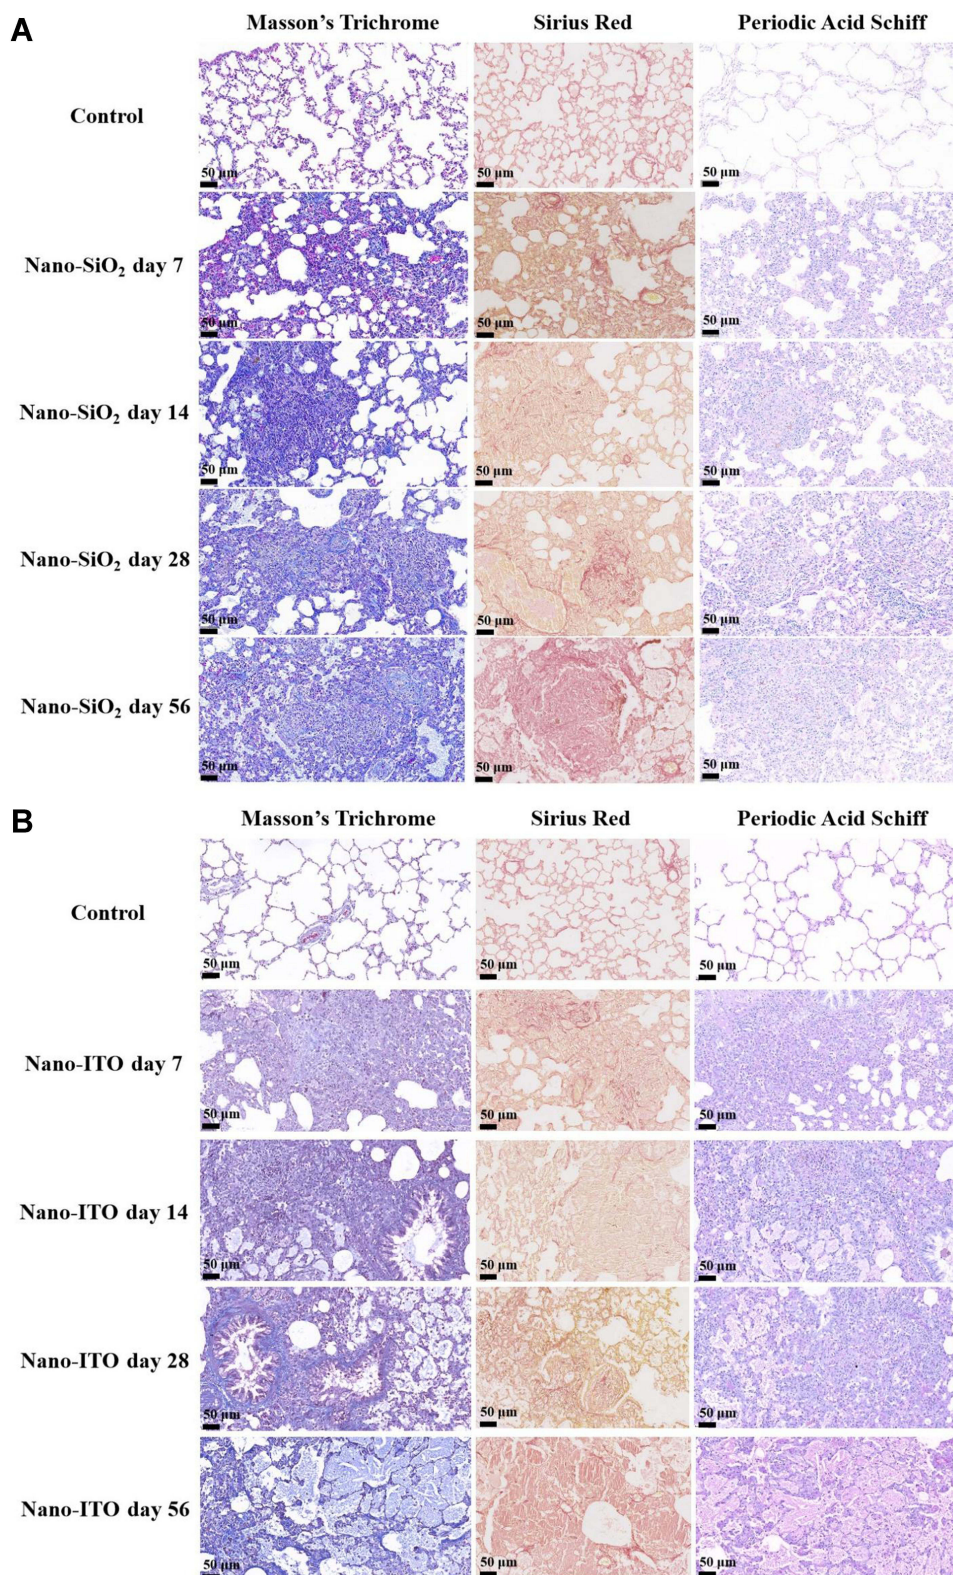 A
Masson's Trichrome Sirius Red Periodic Acid Schiff
Control
50 µm 50 µm 50 µm
Nano-SiO₂ day 7
50 µm 50 µm 50 µm
Nano-SiO₂ day 14
50 µm 50 µm 50 µm
Nano-SiO₂ day 28
50 µm 50 µm 50 µm
Nano-SiO₂ day 56
50 µm 50 µm 50 µm
B
Masson's Trichrome Sirius Red Periodic Acid Schiff
Control
50 µm 50 µm 50 µm
Nano-ITO day 7
50 µm 50 µm 50 µm
Nano-ITO day 14
50 µm 50 µm 50 µm
Nano-ITO day 28
50 µm 50 µm 50 µm
Nano-ITO day 56
50 µm 50 µm 50 µm